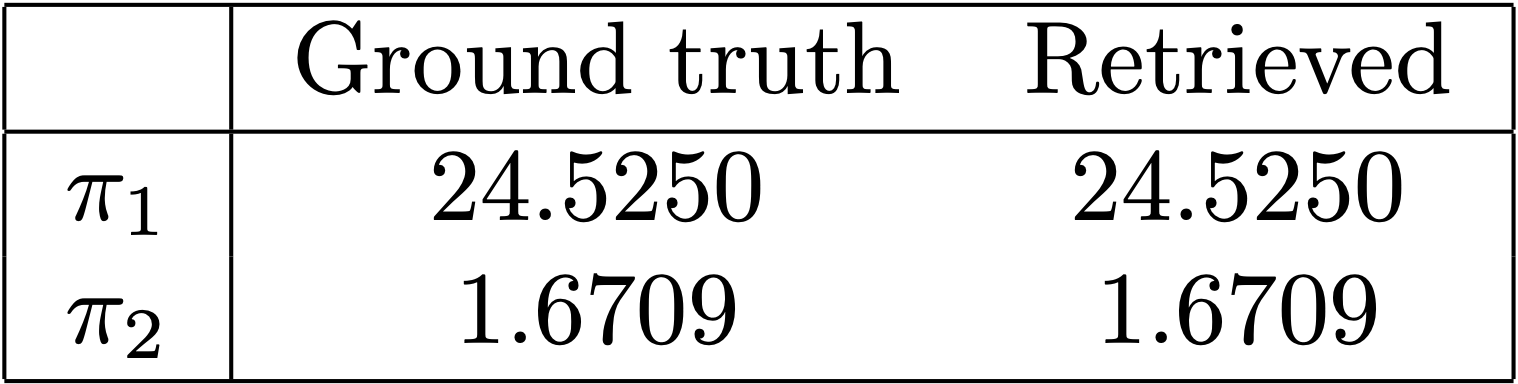 Ground truth Retrieved
π₁ 24.5250 24.5250
π₂ 1.6709 1.6709